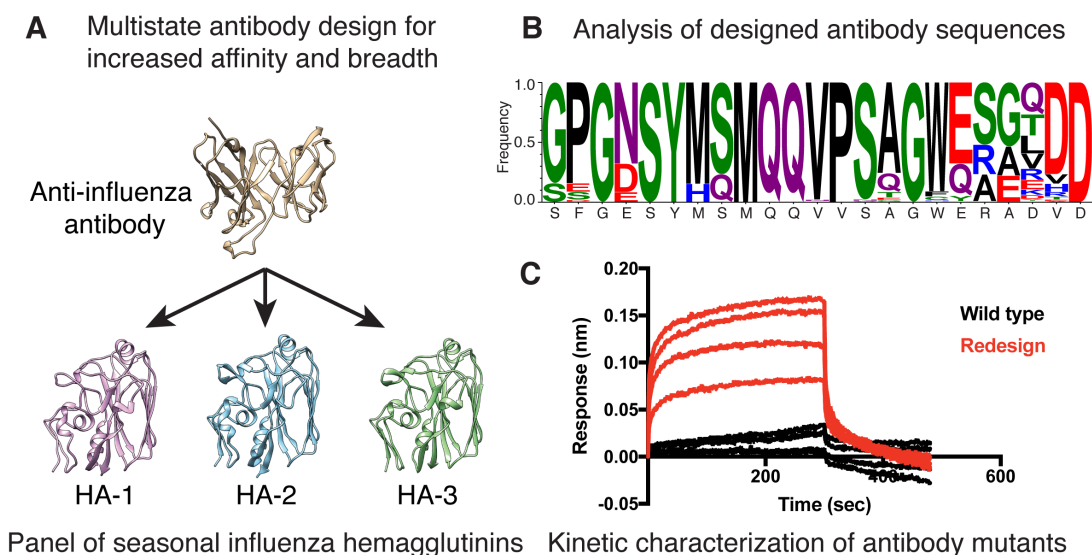 A
Multistate antibody design for
increased affinity and breadth
Anti-influenza
antibody
HA-1
HA-2
HA-3
Panel of seasonal influenza hemagglutinins
B
Analysis of designed antibody sequences
Frequency
1.0
0.5
0.0
S F G E S Y M S M Q Q V V S A G W E R A D V D
C
Response (nm)
0.20
0.15
0.10
0.05
0.00
-0.05
Wild type
Redesign
200 400 600
Time (sec)
Kinetic characterization of antibody mutants